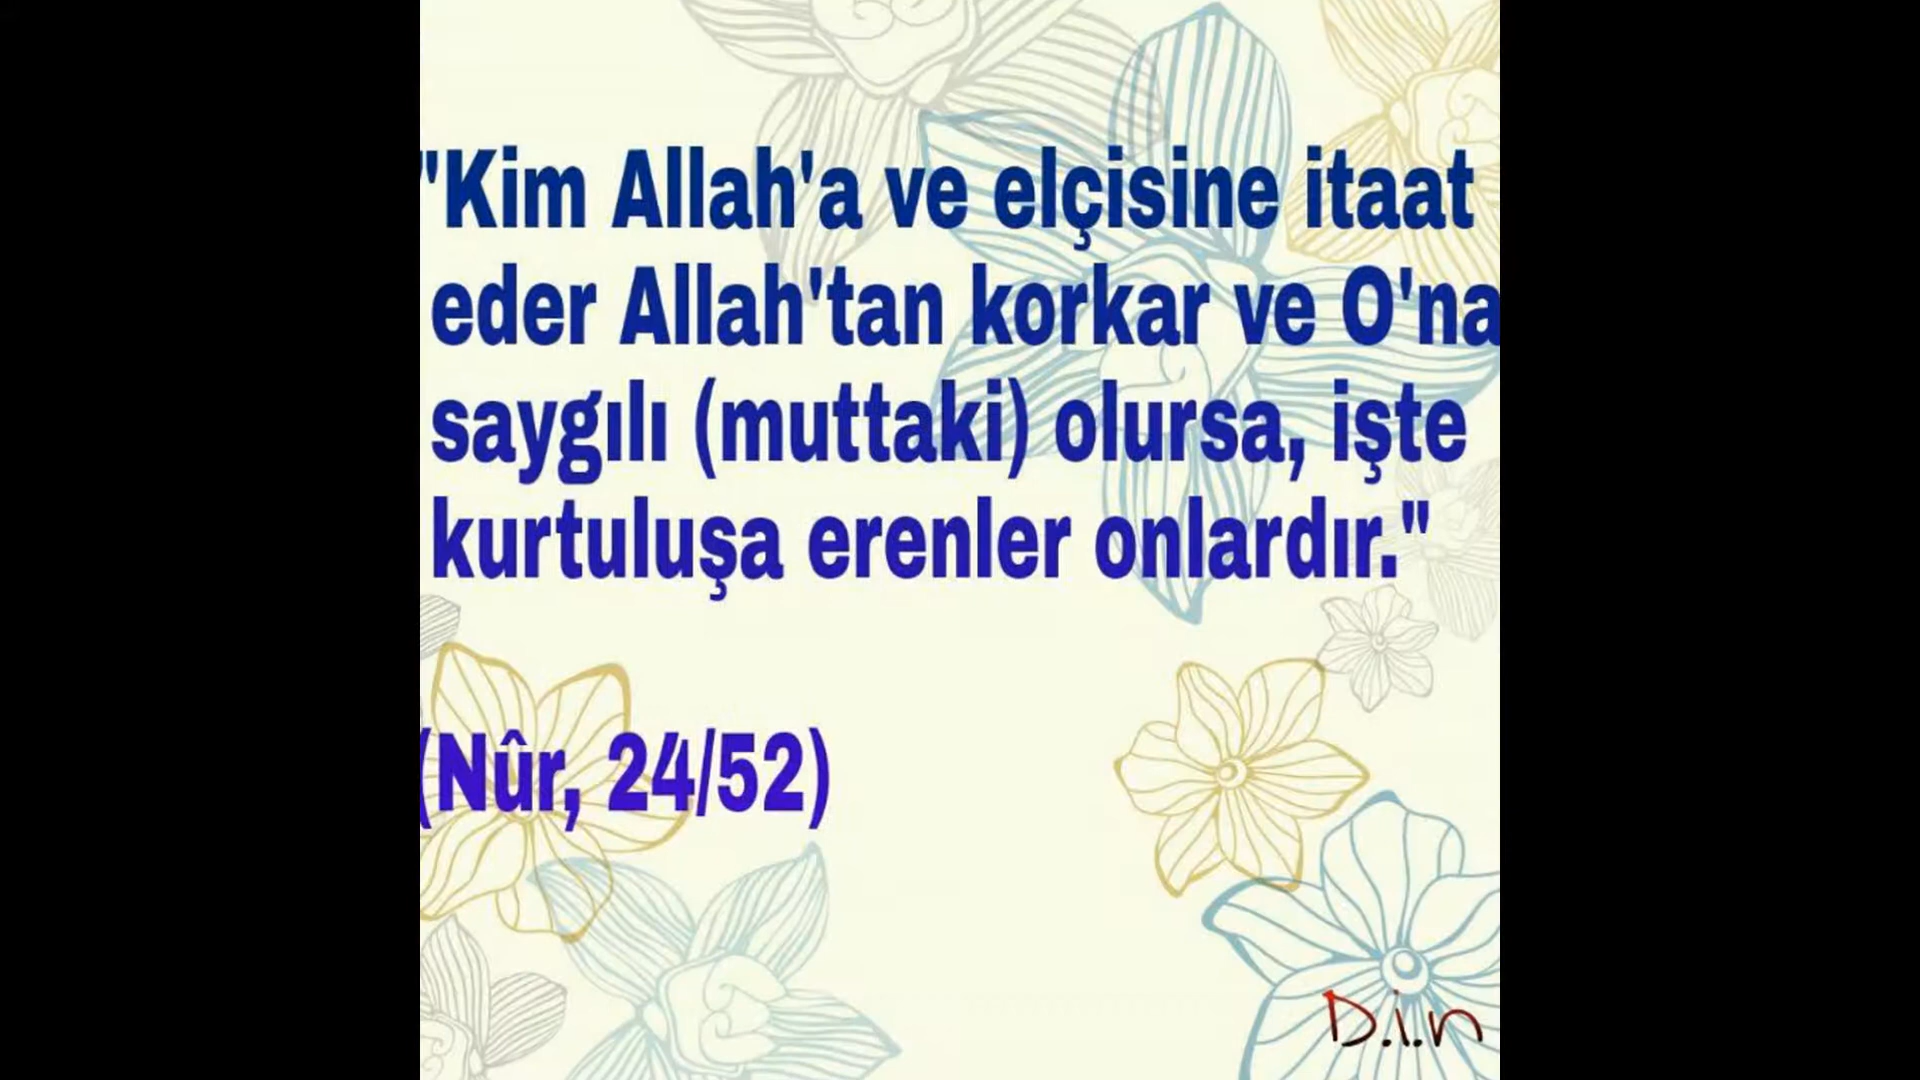 "Kim Allah'a ve elçisine itaat
eder Allah'tan korkar ve O'na
saygılı (muttaki) olursa, işte
kurtuluşa erenler onlardır."
(Nûr, 24/52)
D.i.n